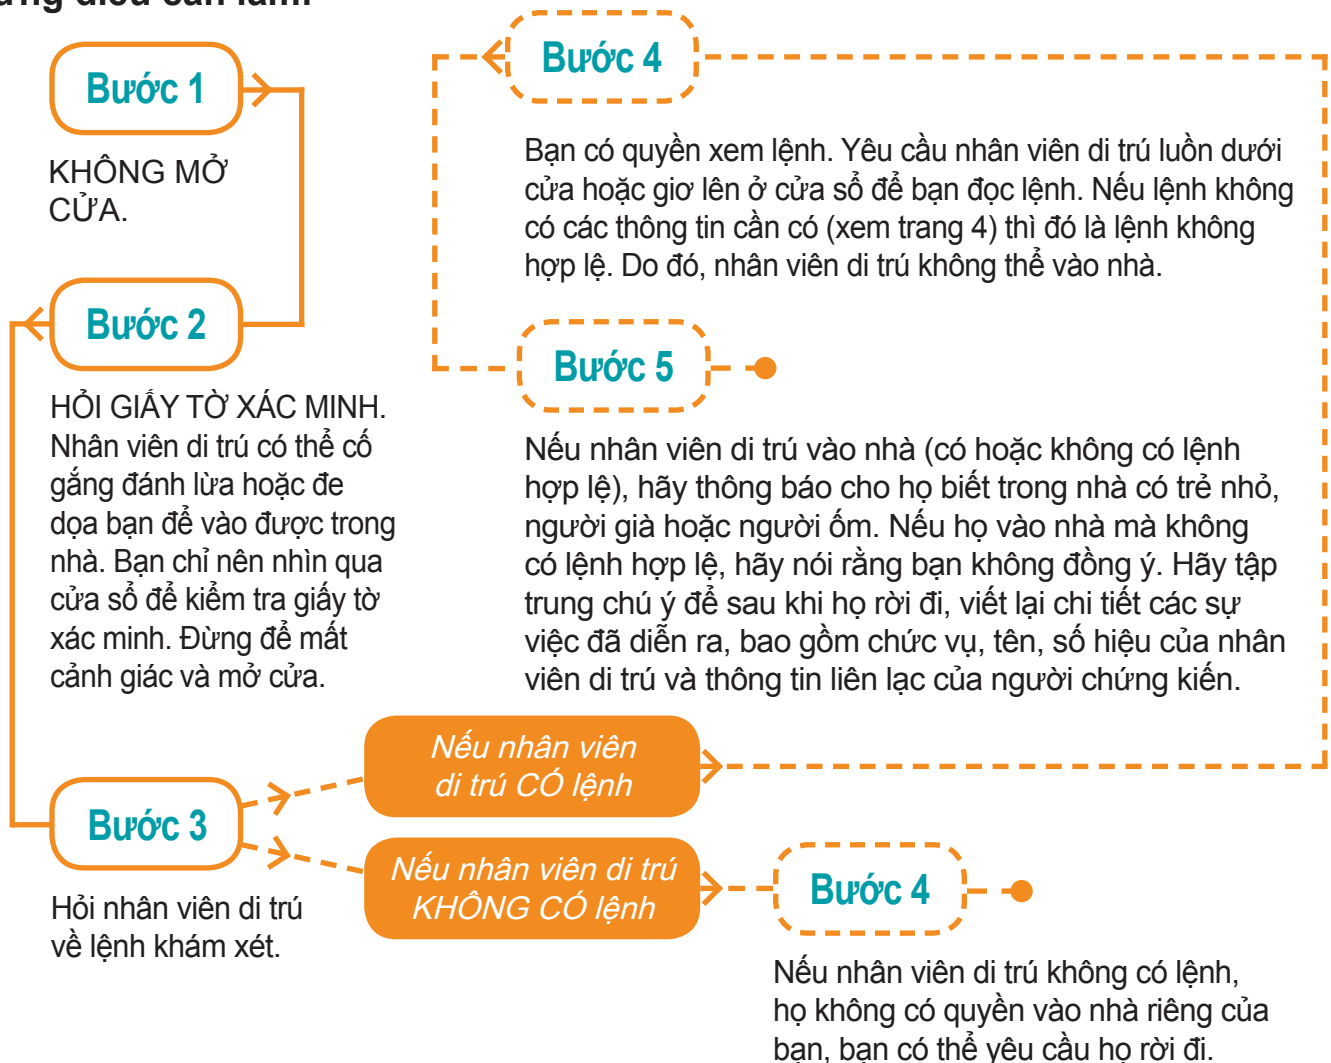 Bước 1
KHÔNG MỞ
CỬA.
Bước 2
HỎI GIẤY TỜ XÁC MINH.
Nhân viên di trú có thể cố
gắng đánh lừa hoặc đe
dọa bạn để vào được trong
nhà. Bạn chỉ nên nhìn qua
cửa sổ để kiểm tra giấy tờ
xác minh. Đừng để mất
cảnh giác và mở cửa.
Bước 3
Hỏi nhân viên di trú
về lệnh khám xét.
Nếu nhân viên
di trú CÓ lệnh
Bước 4
Bạn có quyền xem lệnh. Yêu cầu nhân viên di trú luồn dưới
cửa hoặc giơ lên ở cửa sổ để bạn đọc lệnh. Nếu lệnh không
có các thông tin cần có (xem trang 4) thì đó là lệnh không
hợp lệ. Do đó, nhân viên di trú không thể vào nhà.
Bước 5
Nếu nhân viên di trú vào nhà (có hoặc không có lệnh
hợp lệ), hãy thông báo cho họ biết trong nhà có trẻ nhỏ,
người già hoặc người ốm. Nếu họ vào nhà mà không
có lệnh hợp lệ, hãy nói rằng bạn không đồng ý. Hãy tập
trung chú ý để sau khi họ rời đi, viết lại chi tiết các sự
việc đã diễn ra, bao gồm chức vụ, tên, số hiệu của nhân
viên di trú và thông tin liên lạc của người chứng kiến.
Nếu nhân viên di trú
KHÔNG CÓ lệnh
Bước 4
Nếu nhân viên di trú không có lệnh,
họ không có quyền vào nhà riêng của
bạn, bạn có thể yêu cầu họ rời đi.